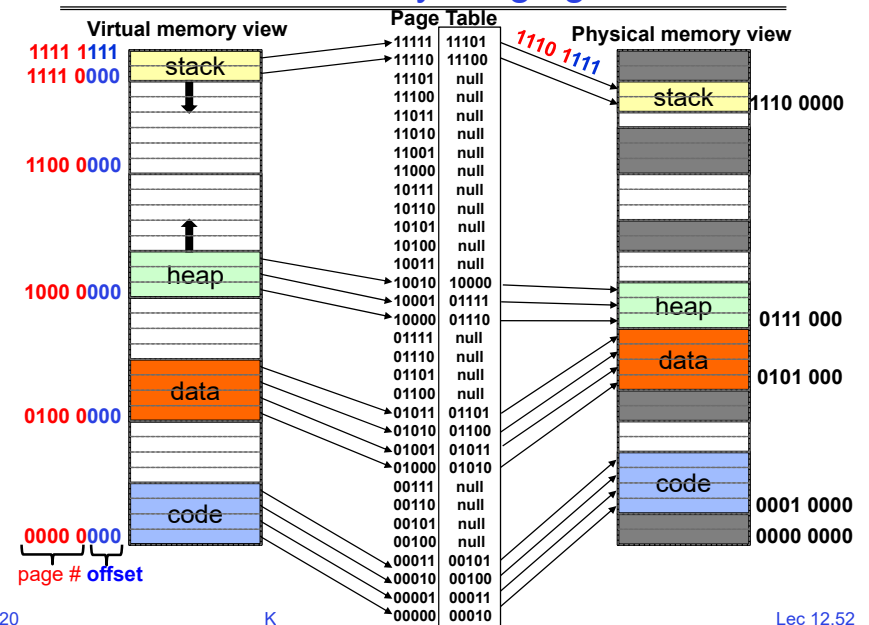 Page Table
Virtual memory view
Physical memory view
1111 1111
1111 0000
stack
1100 0000
heap
1000 0000
data
0100 0000
code
0000 0000
page # offset
11111 11101
11110 11100
11101 null
11100 null
11011 null
11010 null
11001 null
11000 null
10111 null
10110 null
10101 null
10100 null
10011 null
10010 10000
10001 01111
10000 01110
01111 null
01110 null
01101 null
01100 null
01011 01101
01010 01100
01001 01011
01000 01010
00111 null
00110 null
00101 null
00100 null
00011 00101
00010 00100
00001 00011
00000 00010
1110 1111
stack
1110 0000
heap
0111 000
data
0101 000
code
0001 0000
0000 0000
20
K
Lec 12.52